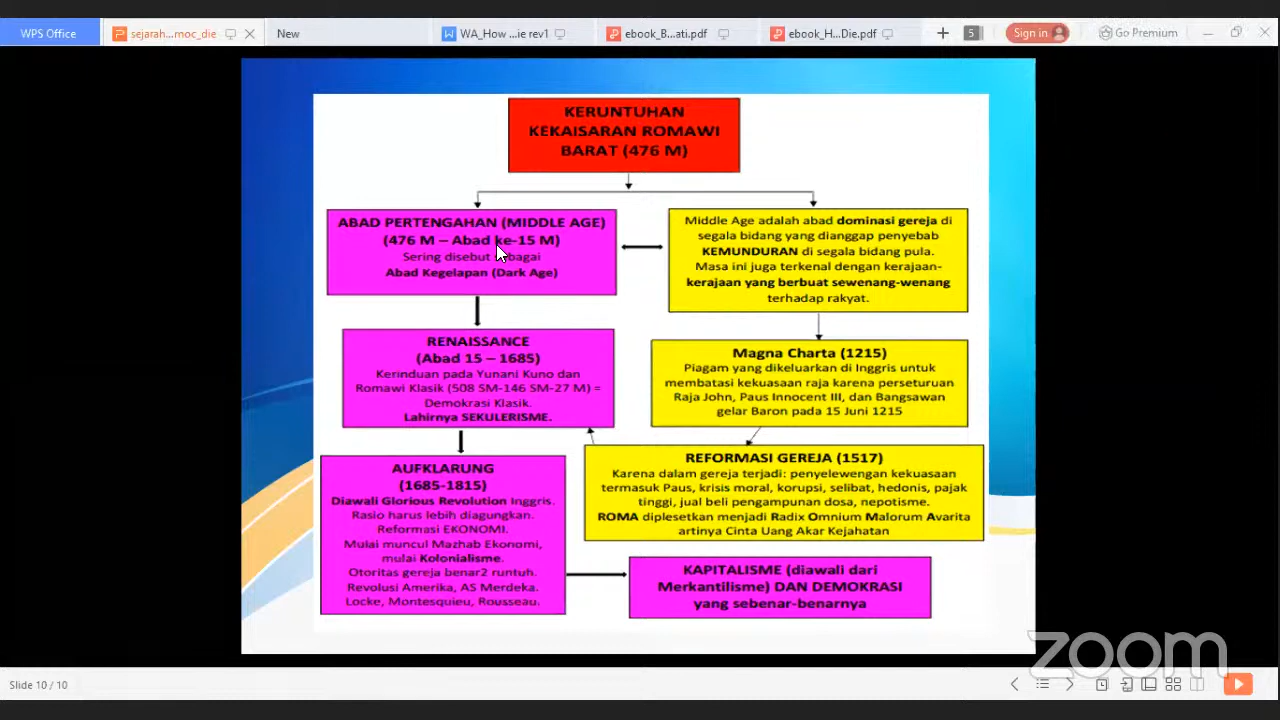 WPS Office
sejarah...moc_die
New
WA_How ...ie rev1
ebook_B...ati.pdf
ebook_H...Die.pdf
5
Sign in
Go Premium
KERUNTUHAN
KEKAISARAN ROMAWI
BARAT (476 M)
ABAD PERTENGAHAN (MIDDLE AGE)
(476 M – Abad ke-15 M)
Sering disebut sebagai
Abad Kegelapan (Dark Age)
Middle Age adalah abad dominasi gereja di
segala bidang yang dianggap penyebab
KEMUNDURAN di segala bidang pula.
Masa ini juga terkenal dengan kerajaan-
kerajaan yang berbuat sewenang-wenang
terhadap rakyat.
RENAISSANCE
(Abad 15 – 1685)
Kerinduan pada Yunani Kuno dan
Romawi Klasik (508 SM-146 SM-27 M) =
Demokrasi Klasik.
Lahirnya SEKULERISME.
Magna Charta (1215)
Piagam yang dikeluarkan di Inggris untuk
membatasi kekuasaan raja karena perseturuan
Raja John, Paus Innocent III, dan Bangsawan
gelar Baron pada 15 Juni 1215
AUFKLARUNG
(1685-1815)
Diawali Glorious Revolution Inggris.
Rasio harus lebih diagungkan.
Reformasi EKONOMI.
Mulai muncul Mazhab Ekonomi,
mulai Kolonialisme.
Otoritas gereja benar2 runtuh.
Revolusi Amerika, AS Merdeka.
Locke, Montesquieu, Rousseau.
REFORMASI GEREJA (1517)
Karena dalam gereja terjadi: penyelewengan kekuasaan
termasuk Paus, krisis moral, korupsi, selibat, hedonis, pajak
tinggi, jual beli pengampunan dosa, nepotisme.
ROMA diplesetkan menjadi Radix Omnium Malorum Avarita
artinya Cinta Uang Akar Kejahatan
KAPITALISME (diawali dari
Merkantilisme) DAN DEMOKRASI
yang sebenar-benarnya
zoom
Slide 10 / 10